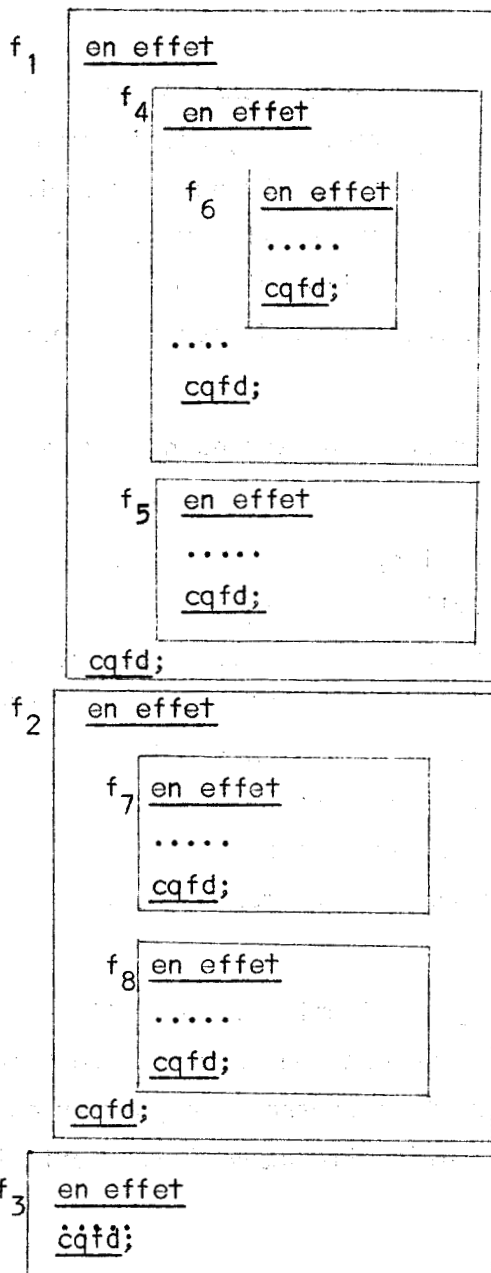 f1 en effet
f4 en effet
f6 en effet
.....
cqfd;
....
cqfd;
f5 en effet
.....
cqfd;
cqfd;
f2 en effet
f7 en effet
.....
cqfd;
f8 en effet
.....
cqfd;
cqfd;
f3 en effet
.....
cqfd;